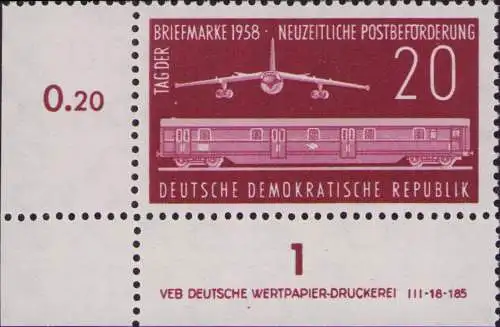 TAG DER
BRIEFMARKE 1958 · NEUZEITLICHE POSTBEFÖRDERUNG
20
0.20
DEUTSCHE DEMOKRATISCHE REPUBLIK
1
VEB DEUTSCHE WERTPAPIER-DRUCKEREI III-18-185